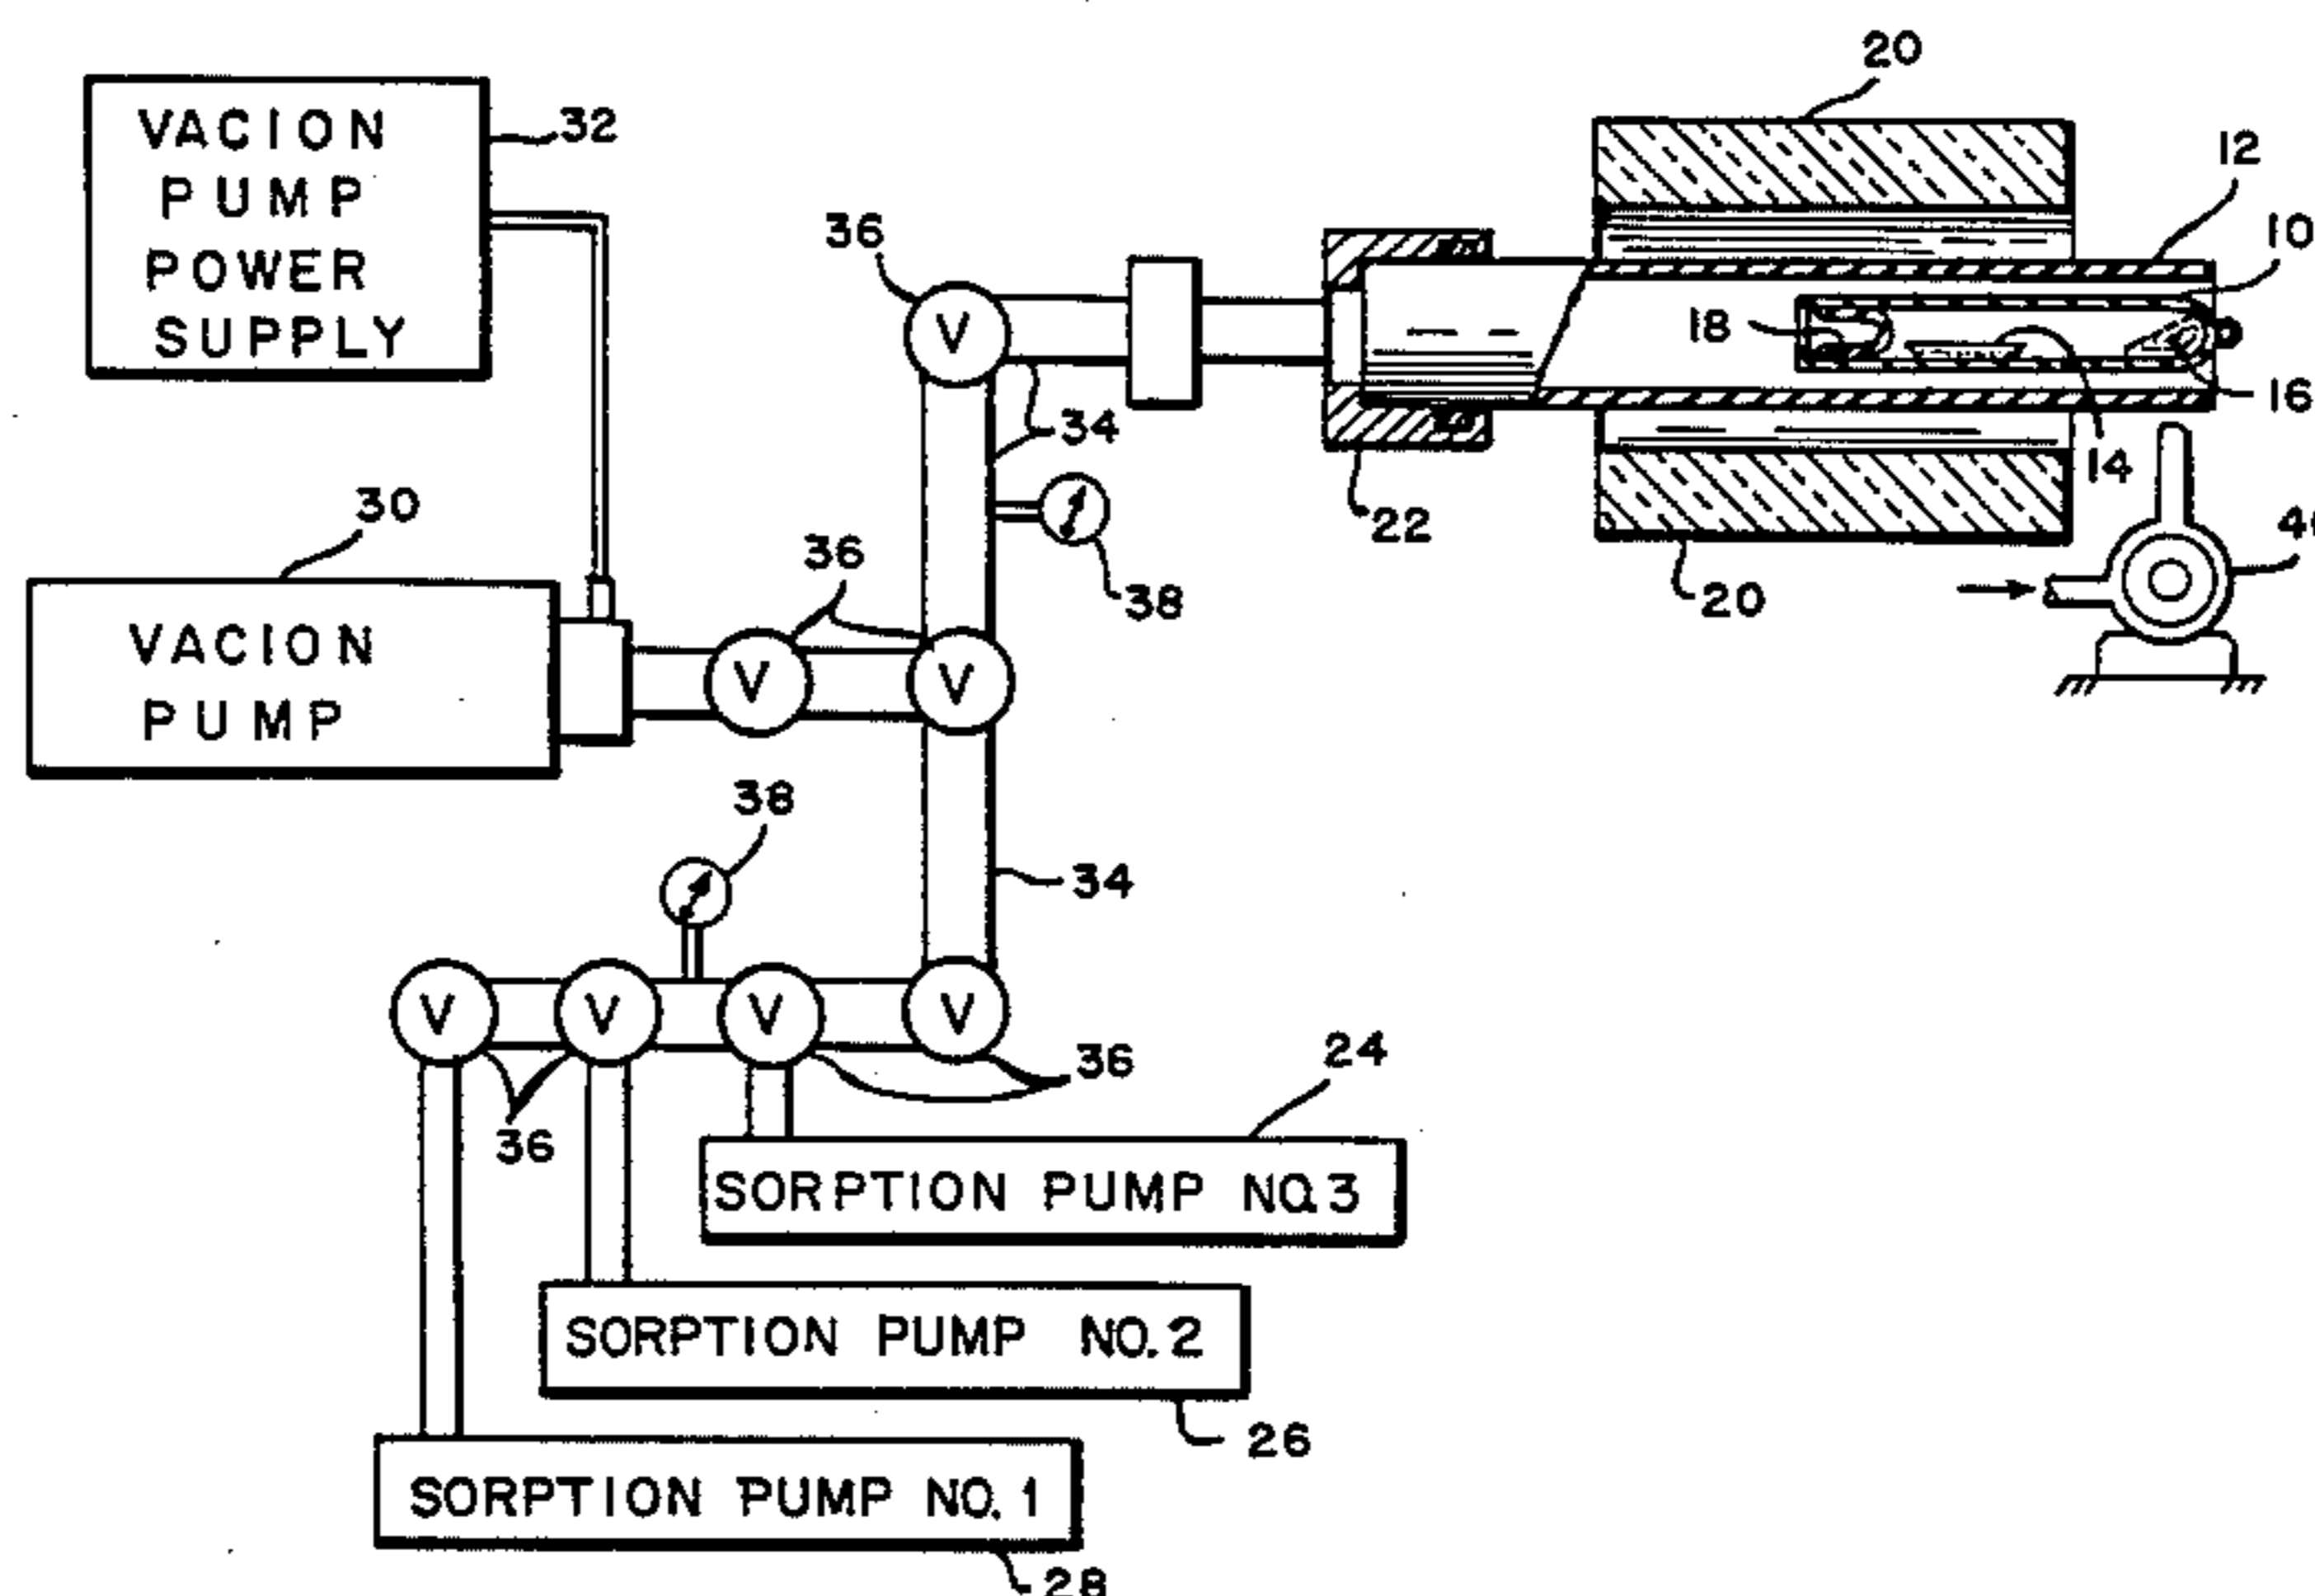 20
VACION
PUMP
POWER
SUPPLY
32
12
10
36
V
18
34
16
14
22
30
38
20
36
VACION
PUMP
V
V
38
34
V
V
V
V
36
24
36
SORPTION PUMP NO.3
SORPTION PUMP NO.2
26
SORPTION PUMP NO. 1
28